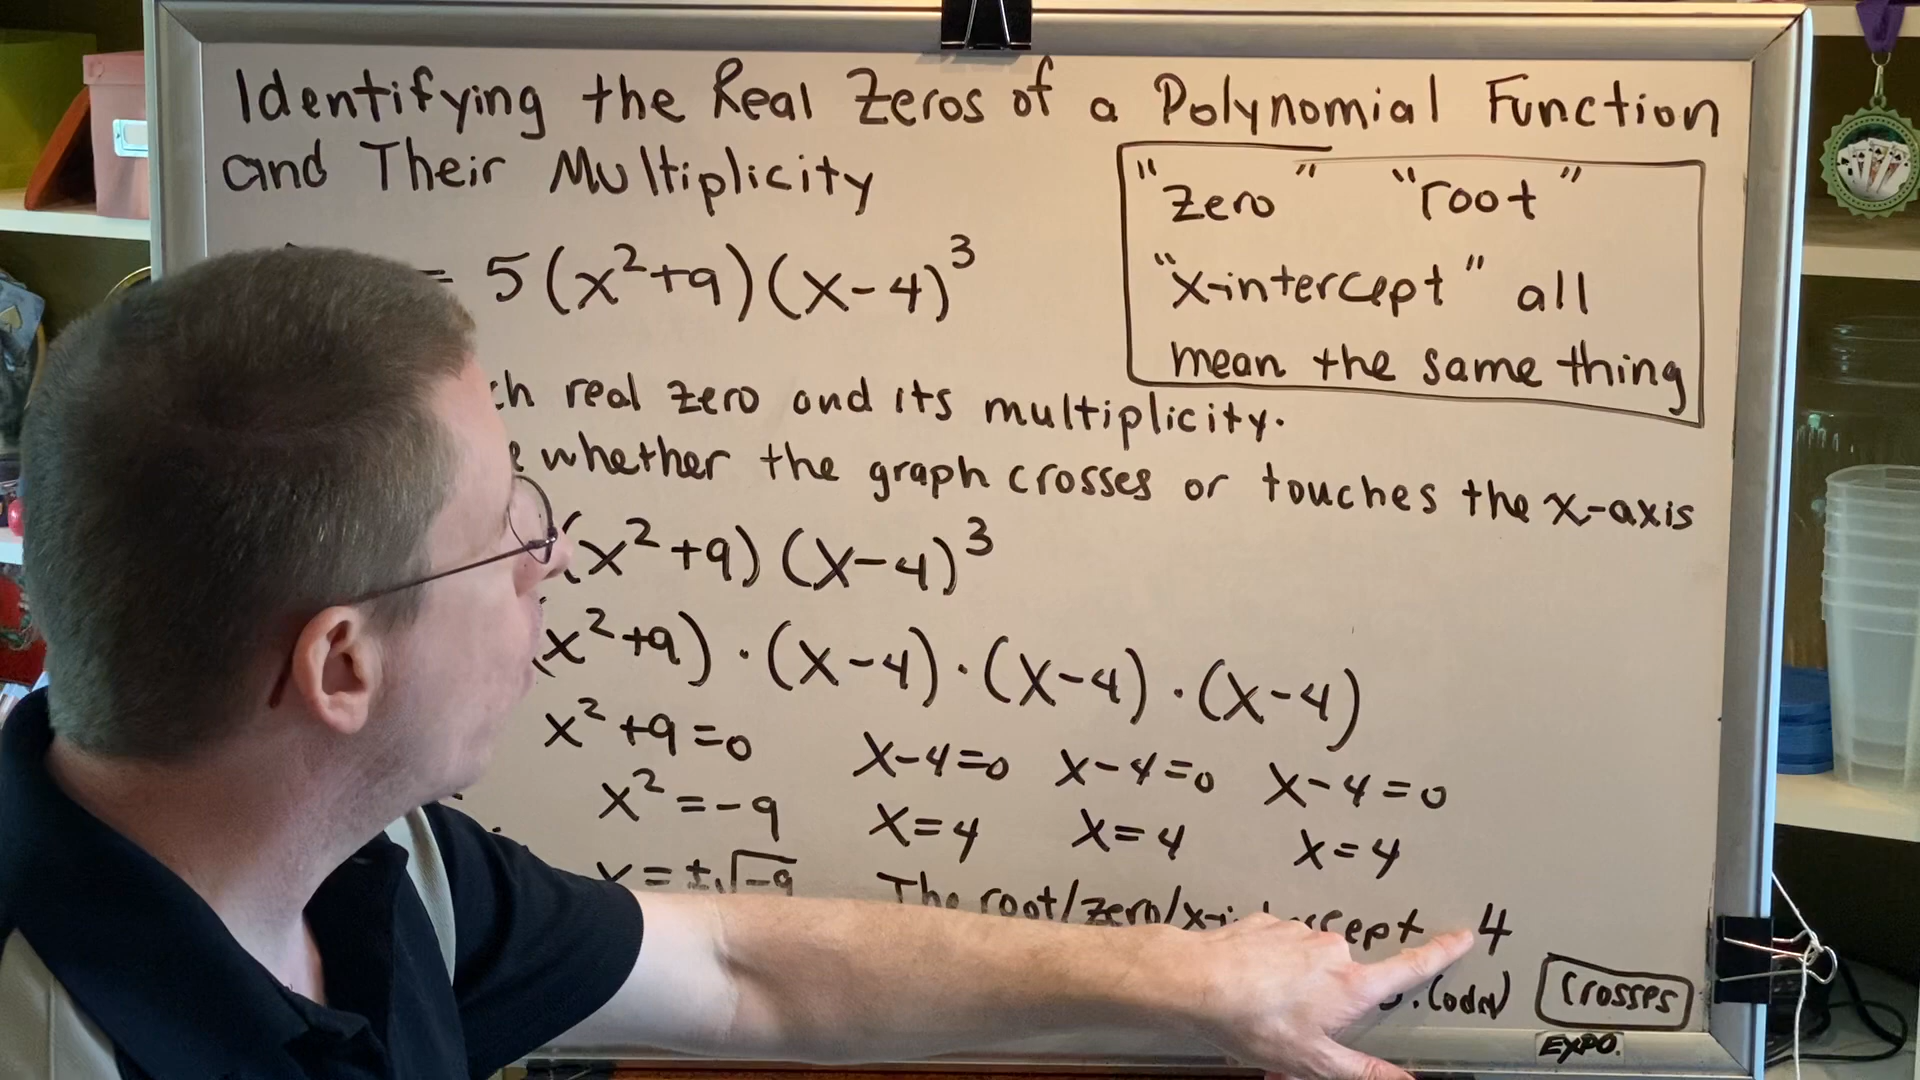 Identifying the Real Zeros of a Polynomial Function
and Their Multiplicity
"Zero" "root"
"x-intercept" all
mean the same thing
= 5(x²+9)(x-4)³
real zero and its multiplicity.
whether the graph crosses or touches the x-axis
(x²+9)(x-4)³
(x²+9)·(x-4)·(x-4)·(x-4)
x²+9=0 x-4=0 x-4=0 x-4=0
x²=-9 x=4 x=4 x=4
x=±√-9 The root/zero/x-intercept 4
(odd) Crosses
EXPO.